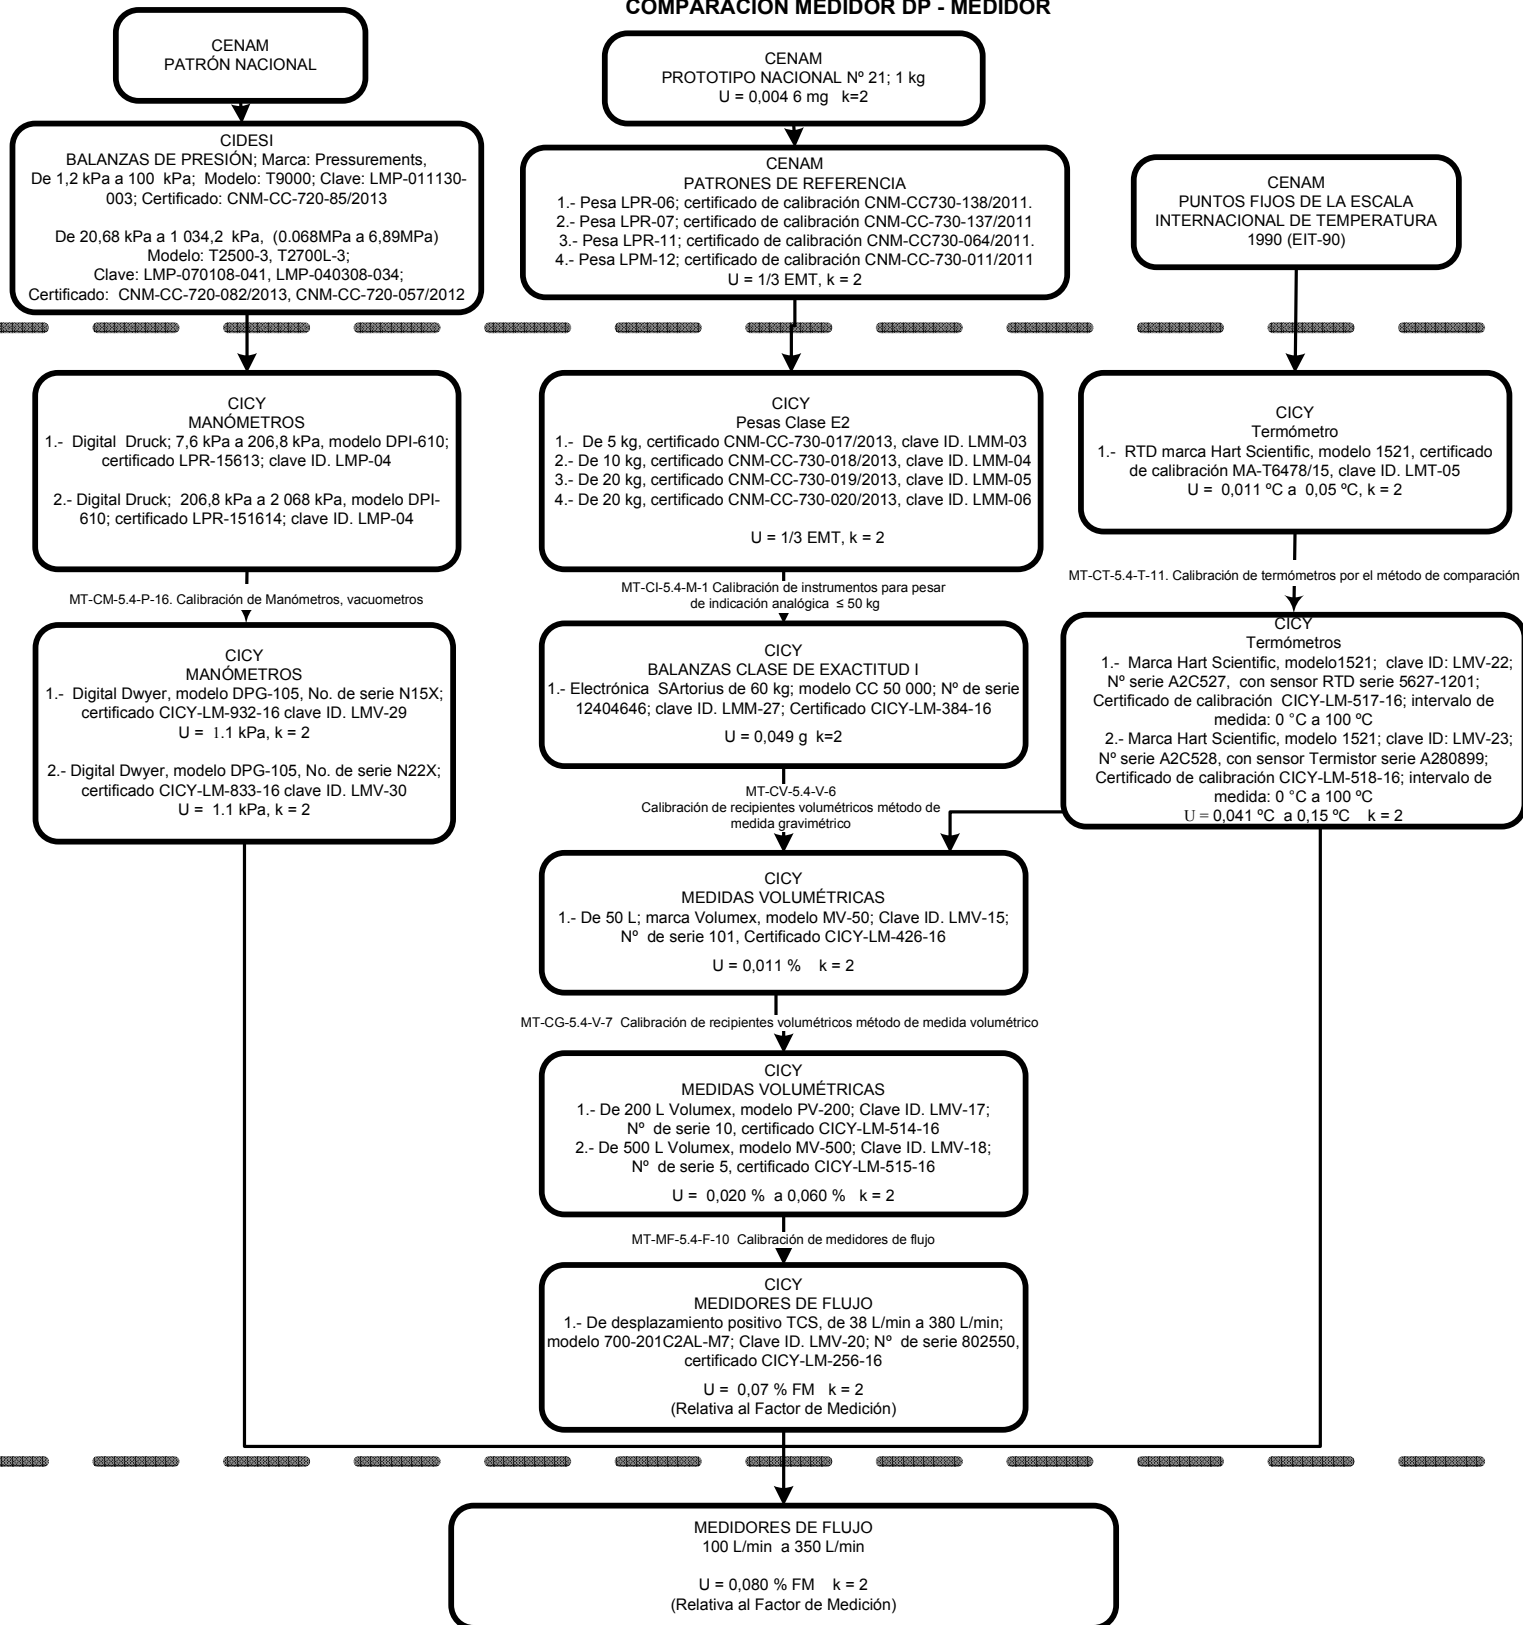 COMPARACIÓN MEDIDOR DP - MEDIDOR
CENAM
PATRÓN NACIONAL
CENAM
PROTOTIPO NACIONAL Nº 21; 1 kg
U = 0,004 6 mg k=2
CIDESI
BALANZAS DE PRESIÓN; Marca: Pressurements,
De 1,2 kPa a 100 kPa; Modelo: T9000; Clave: LMP-011130-
003; Certificado: CNM-CC-720-85/2013
De 20,68 kPa a 1 034,2 kPa, (0.068MPa a 6,89MPa)
Modelo: T2500-3, T2700L-3;
Clave: LMP-070108-041, LMP-040308-034;
Certificado: CNM-CC-720-082/2013, CNM-CC-720-057/2012
CENAM
PATRONES DE REFERENCIA
1.- Pesa LPR-06; certificado de calibración CNM-CC730-138/2011.
2.- Pesa LPR-07; certificado de calibración CNM-CC-730-137/2011
3.- Pesa LPR-11; certificado de calibración CNM-CC730-064/2011.
4.- Pesa LPM-12; certificado de calibración CNM-CC-730-011/2011
U = 1/3 EMT, k = 2
CENAM
PUNTOS FIJOS DE LA ESCALA
INTERNACIONAL DE TEMPERATURA
1990 (EIT-90)
CICY
MANÓMETROS
1.- Digital Druck; 7,6 kPa a 206,8 kPa, modelo DPI-610;
certificado LPR-15613; clave ID. LMP-04
2.- Digital Druck; 206,8 kPa a 2 068 kPa, modelo DPI-
610; certificado LPR-151614; clave ID. LMP-04
CICY
Pesas Clase E2
1.- De 5 kg, certificado CNM-CC-730-017/2013, clave ID. LMM-03
2.- De 10 kg, certificado CNM-CC-730-018/2013, clave ID. LMM-04
3.- De 20 kg, certificado CNM-CC-730-019/2013, clave ID. LMM-05
4.- De 20 kg, certificado CNM-CC-730-020/2013, clave ID. LMM-06
U = 1/3 EMT, k = 2
CICY
Termómetro
1.- RTD marca Hart Scientific, modelo 1521, certificado
de calibración MA-T6478/15, clave ID. LMT-05
U = 0,011 ºC a 0,05 ºC, k = 2
MT-CM-5.4-P-16. Calibración de Manómetros, vacuometros
MT-CI-5.4-M-1 Calibración de instrumentos para pesar
de indicación analógica ≤ 50 kg
MT-CT-5.4-T-11. Calibración de termómetros por el método de comparación
CICY
MANÓMETROS
1.- Digital Dwyer, modelo DPG-105, No. de serie N15X;
certificado CICY-LM-932-16 clave ID. LMV-29
U = 1.1 kPa, k = 2
2.- Digital Dwyer, modelo DPG-105, No. de serie N22X;
certificado CICY-LM-833-16 clave ID. LMV-30
U = 1.1 kPa, k = 2
CICY
BALANZAS CLASE DE EXACTITUD I
1.- Electrónica SArtorius de 60 kg; modelo CC 50 000; Nº de serie
12404646; clave ID. LMM-27; Certificado CICY-LM-384-16
U = 0,049 g k=2
CICY
Termómetros
1.- Marca Hart Scientific, modelo1521; clave ID: LMV-22;
Nº serie A2C527, con sensor RTD serie 5627-1201;
Certificado de calibración CICY-LM-517-16; intervalo de
medida: 0 °C a 100 ºC
2.- Marca Hart Scientific, modelo 1521; clave ID: LMV-23;
Nº serie A2C528, con sensor Termistor serie A280899;
Certificado de calibración CICY-LM-518-16; intervalo de
medida: 0 °C a 100 ºC
U = 0,041 ºC a 0,15 ºC k = 2
MT-CV-5.4-V-6
Calibración de recipientes volumétricos método de
medida gravimétrico
CICY
MEDIDAS VOLUMÉTRICAS
1.- De 50 L; marca Volumex, modelo MV-50; Clave ID. LMV-15;
Nº de serie 101, Certificado CICY-LM-426-16
U = 0,011 % k = 2
MT-CG-5.4-V-7 Calibración de recipientes volumétricos método de medida volumétrico
CICY
MEDIDAS VOLUMÉTRICAS
1.- De 200 L Volumex, modelo PV-200; Clave ID. LMV-17;
Nº de serie 10, certificado CICY-LM-514-16
2.- De 500 L Volumex, modelo MV-500; Clave ID. LMV-18;
Nº de serie 5, certificado CICY-LM-515-16
U = 0,020 % a 0,060 % k = 2
MT-MF-5.4-F-10 Calibración de medidores de flujo
CICY
MEDIDORES DE FLUJO
1.- De desplazamiento positivo TCS, de 38 L/min a 380 L/min;
modelo 700-201C2AL-M7; Clave ID. LMV-20; Nº de serie 802550,
certificado CICY-LM-256-16
U = 0,07 % FM k = 2
(Relativa al Factor de Medición)
MEDIDORES DE FLUJO
100 L/min a 350 L/min
U = 0,080 % FM k = 2
(Relativa al Factor de Medición)